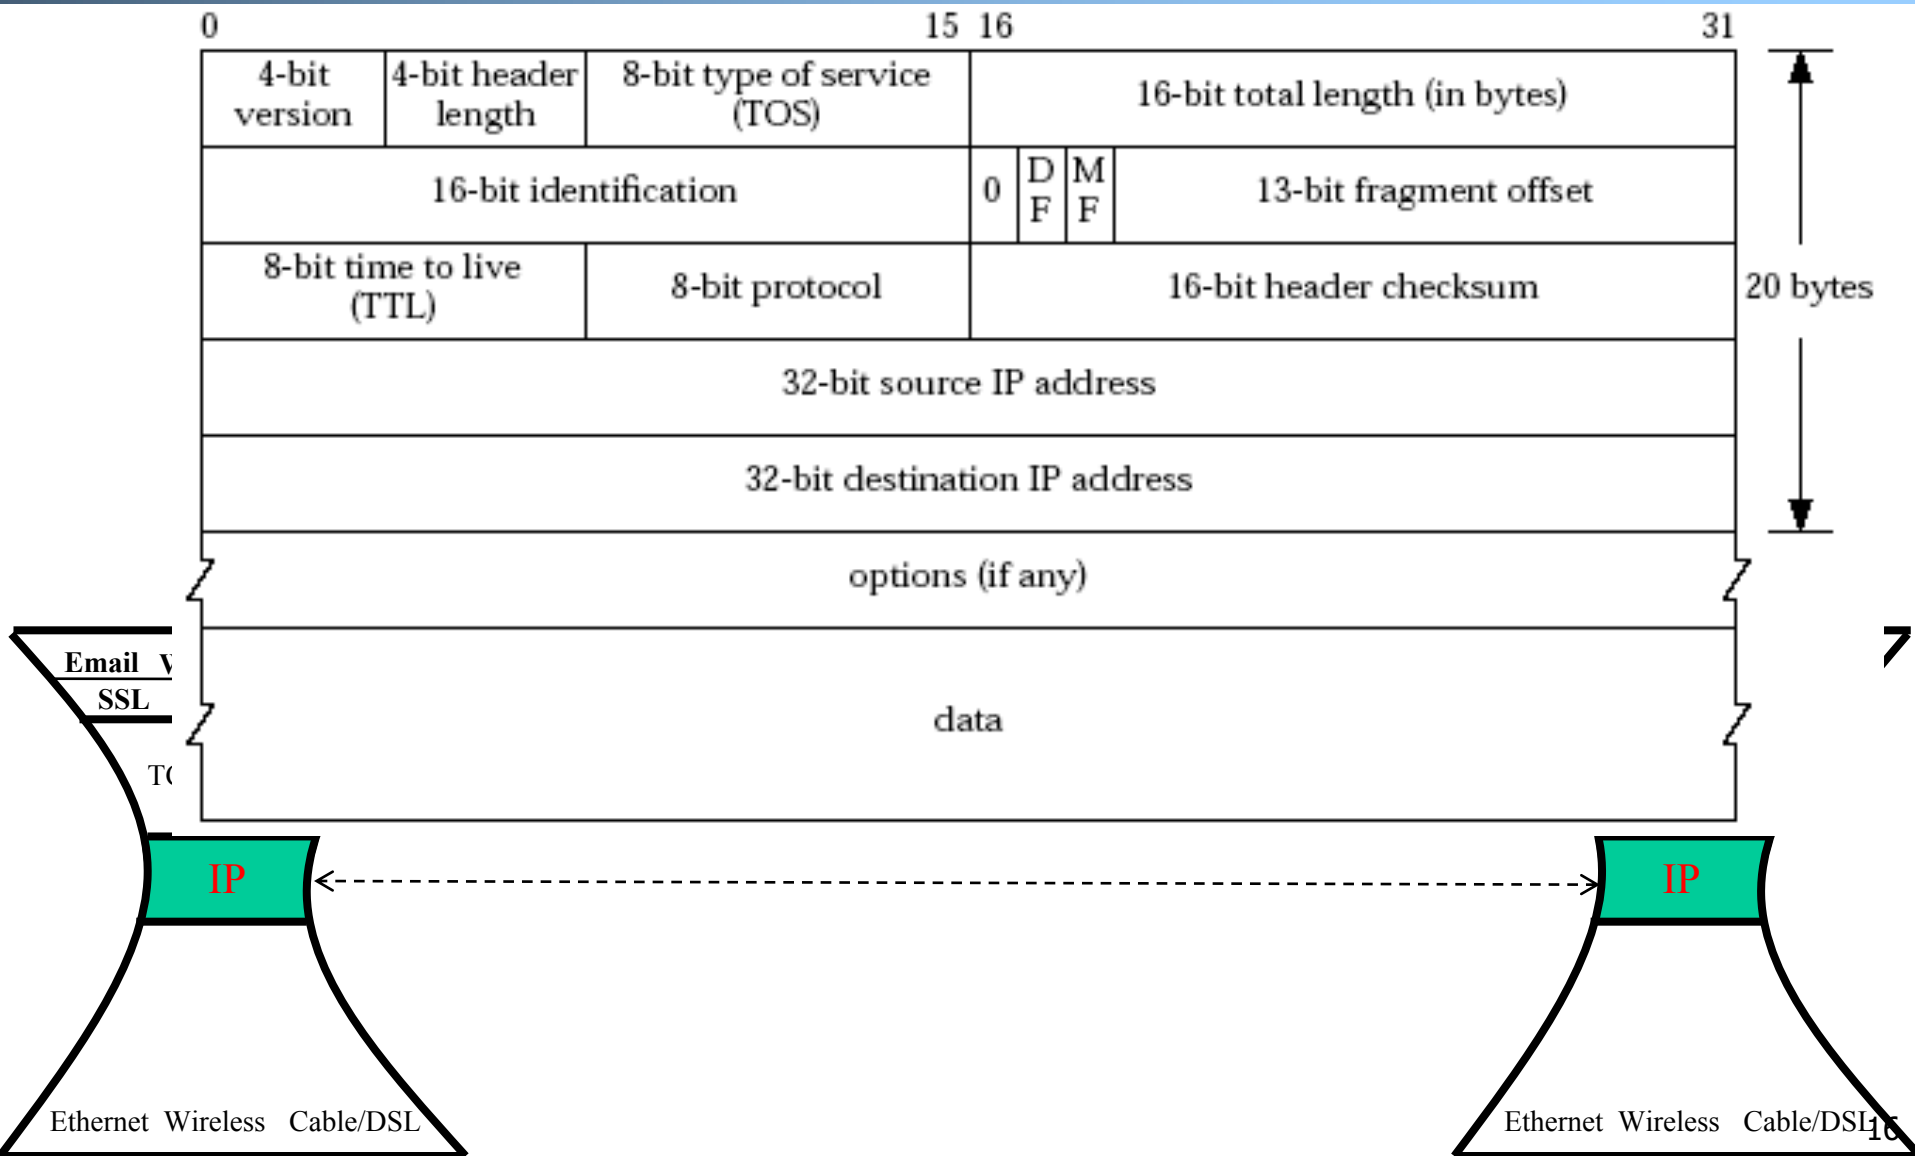 0 15 16 31
4-bit version
4-bit header length
8-bit type of service (TOS)
16-bit total length (in bytes)
16-bit identification
0
D F
M F
13-bit fragment offset
8-bit time to live (TTL)
8-bit protocol
16-bit header checksum
20 bytes
32-bit source IP address
32-bit destination IP address
options (if any)
data
Email
SSL
IP
IP
Ethernet Wireless Cable/DSL
Ethernet Wireless Cable/DSL
16